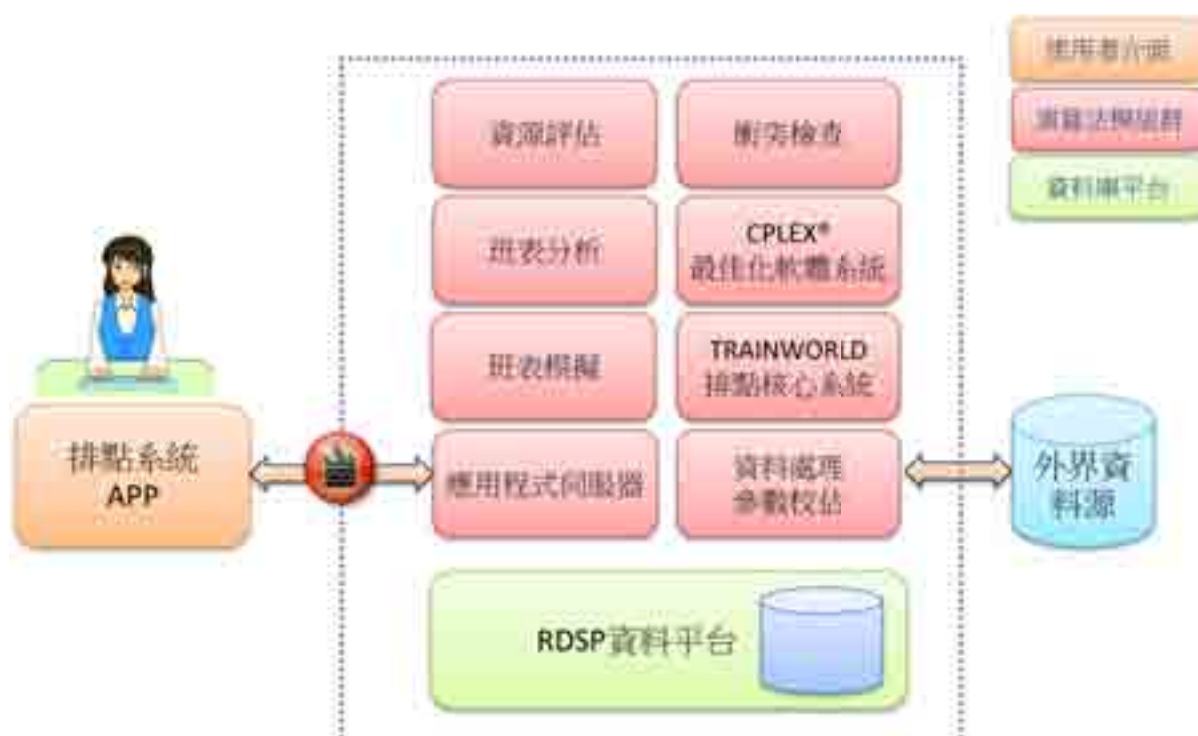 使用者介面
演算法模組群
資料庫平台
資源評估
衝突檢查
班表分析
CPLEX®
最佳化軟體系統
班表模擬
TRAINWORLD
排點核心系統
排點系統
APP
應用程式伺服器
資料處理
參數校估
外界資
料源
RDSP資料平台